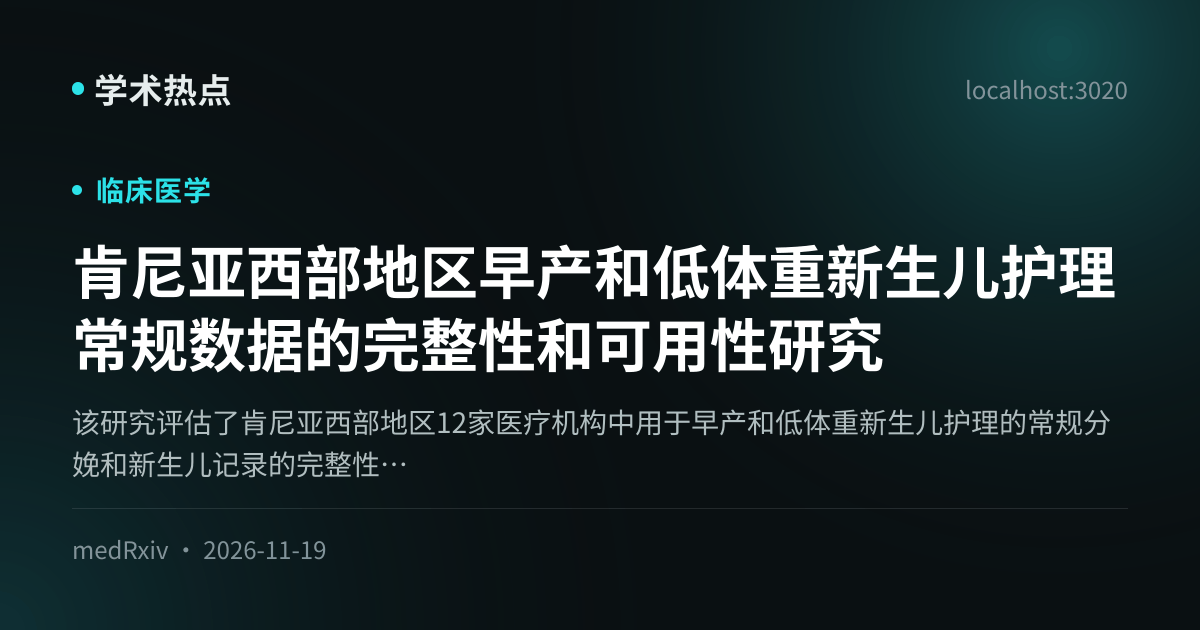 学术热点
localhost:3020
临床医学
肯尼亚西部地区早产和低体重新生儿护理
常规数据的完整性和可用性研究
该研究评估了肯尼亚西部地区12家医疗机构中用于早产和低体重新生儿护理的常规分
娩和新生儿记录的完整性…
medRxiv · 2026-11-19